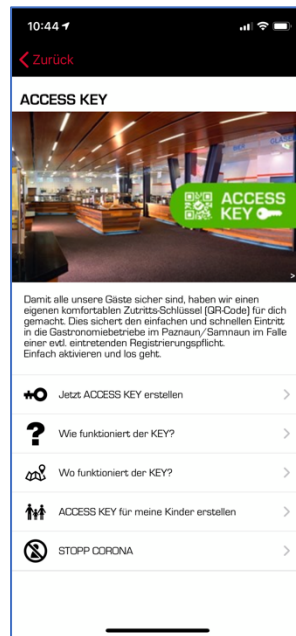 10:44
Zurück
ACCESS KEY
ACCESS
KEY
Damit alle unsere Gäste sicher sind, haben wir einen
eigenen komfortablen Zutritts-Schlüssel (QR-Code) für dich
gemacht. Dies sichert den einfachen und schnellen Eintritt
in die Gastronomiebetriebe im Paznaun/Samnaun im Falle
einer evtl. eintretenden Registrierungspflicht.
Einfach aktivieren und los geht.
Jetzt ACCESS KEY erstellen
Wie funktioniert der KEY?
Wo funktioniert der KEY?
ACCESS KEY für meine Kinder erstellen
STOPP CORONA